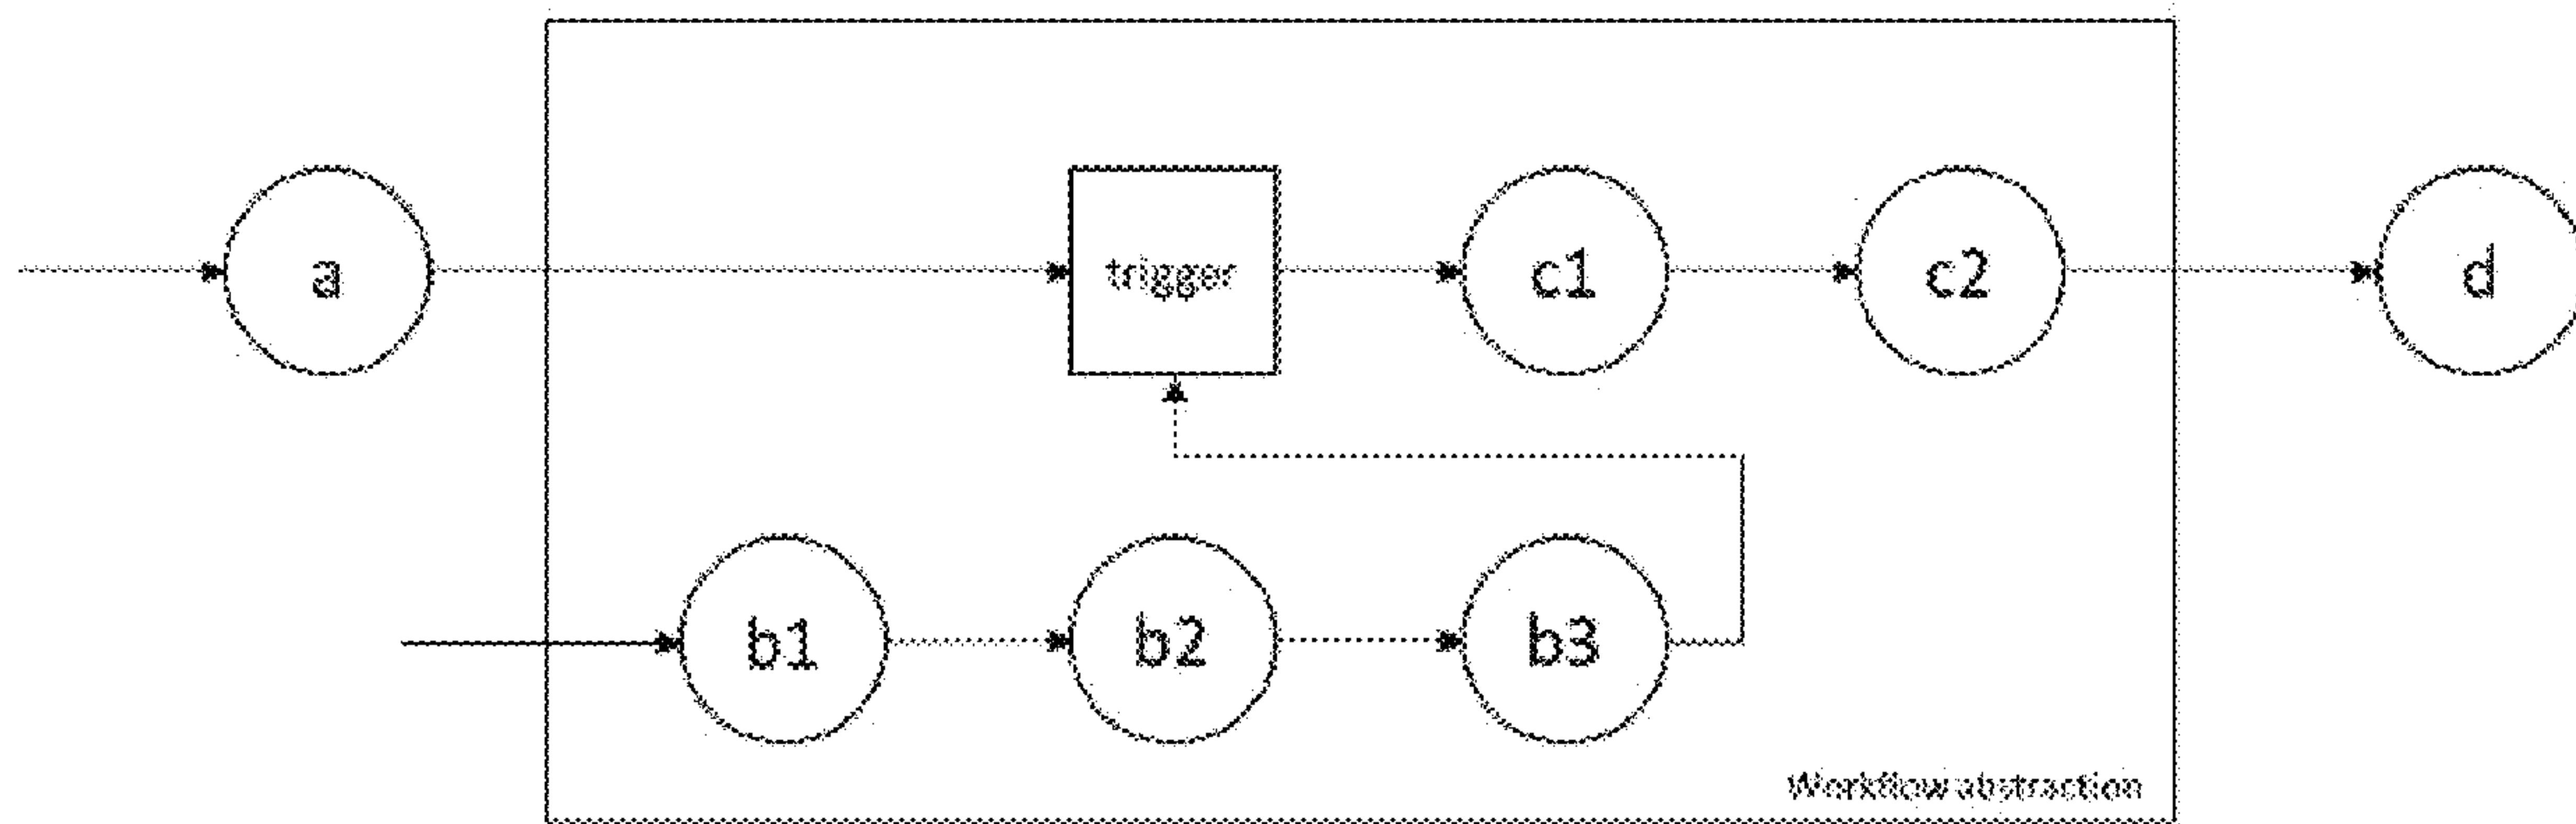 a
trigger
c1
c2
d
b1
b2
b3
Workflow abstraction